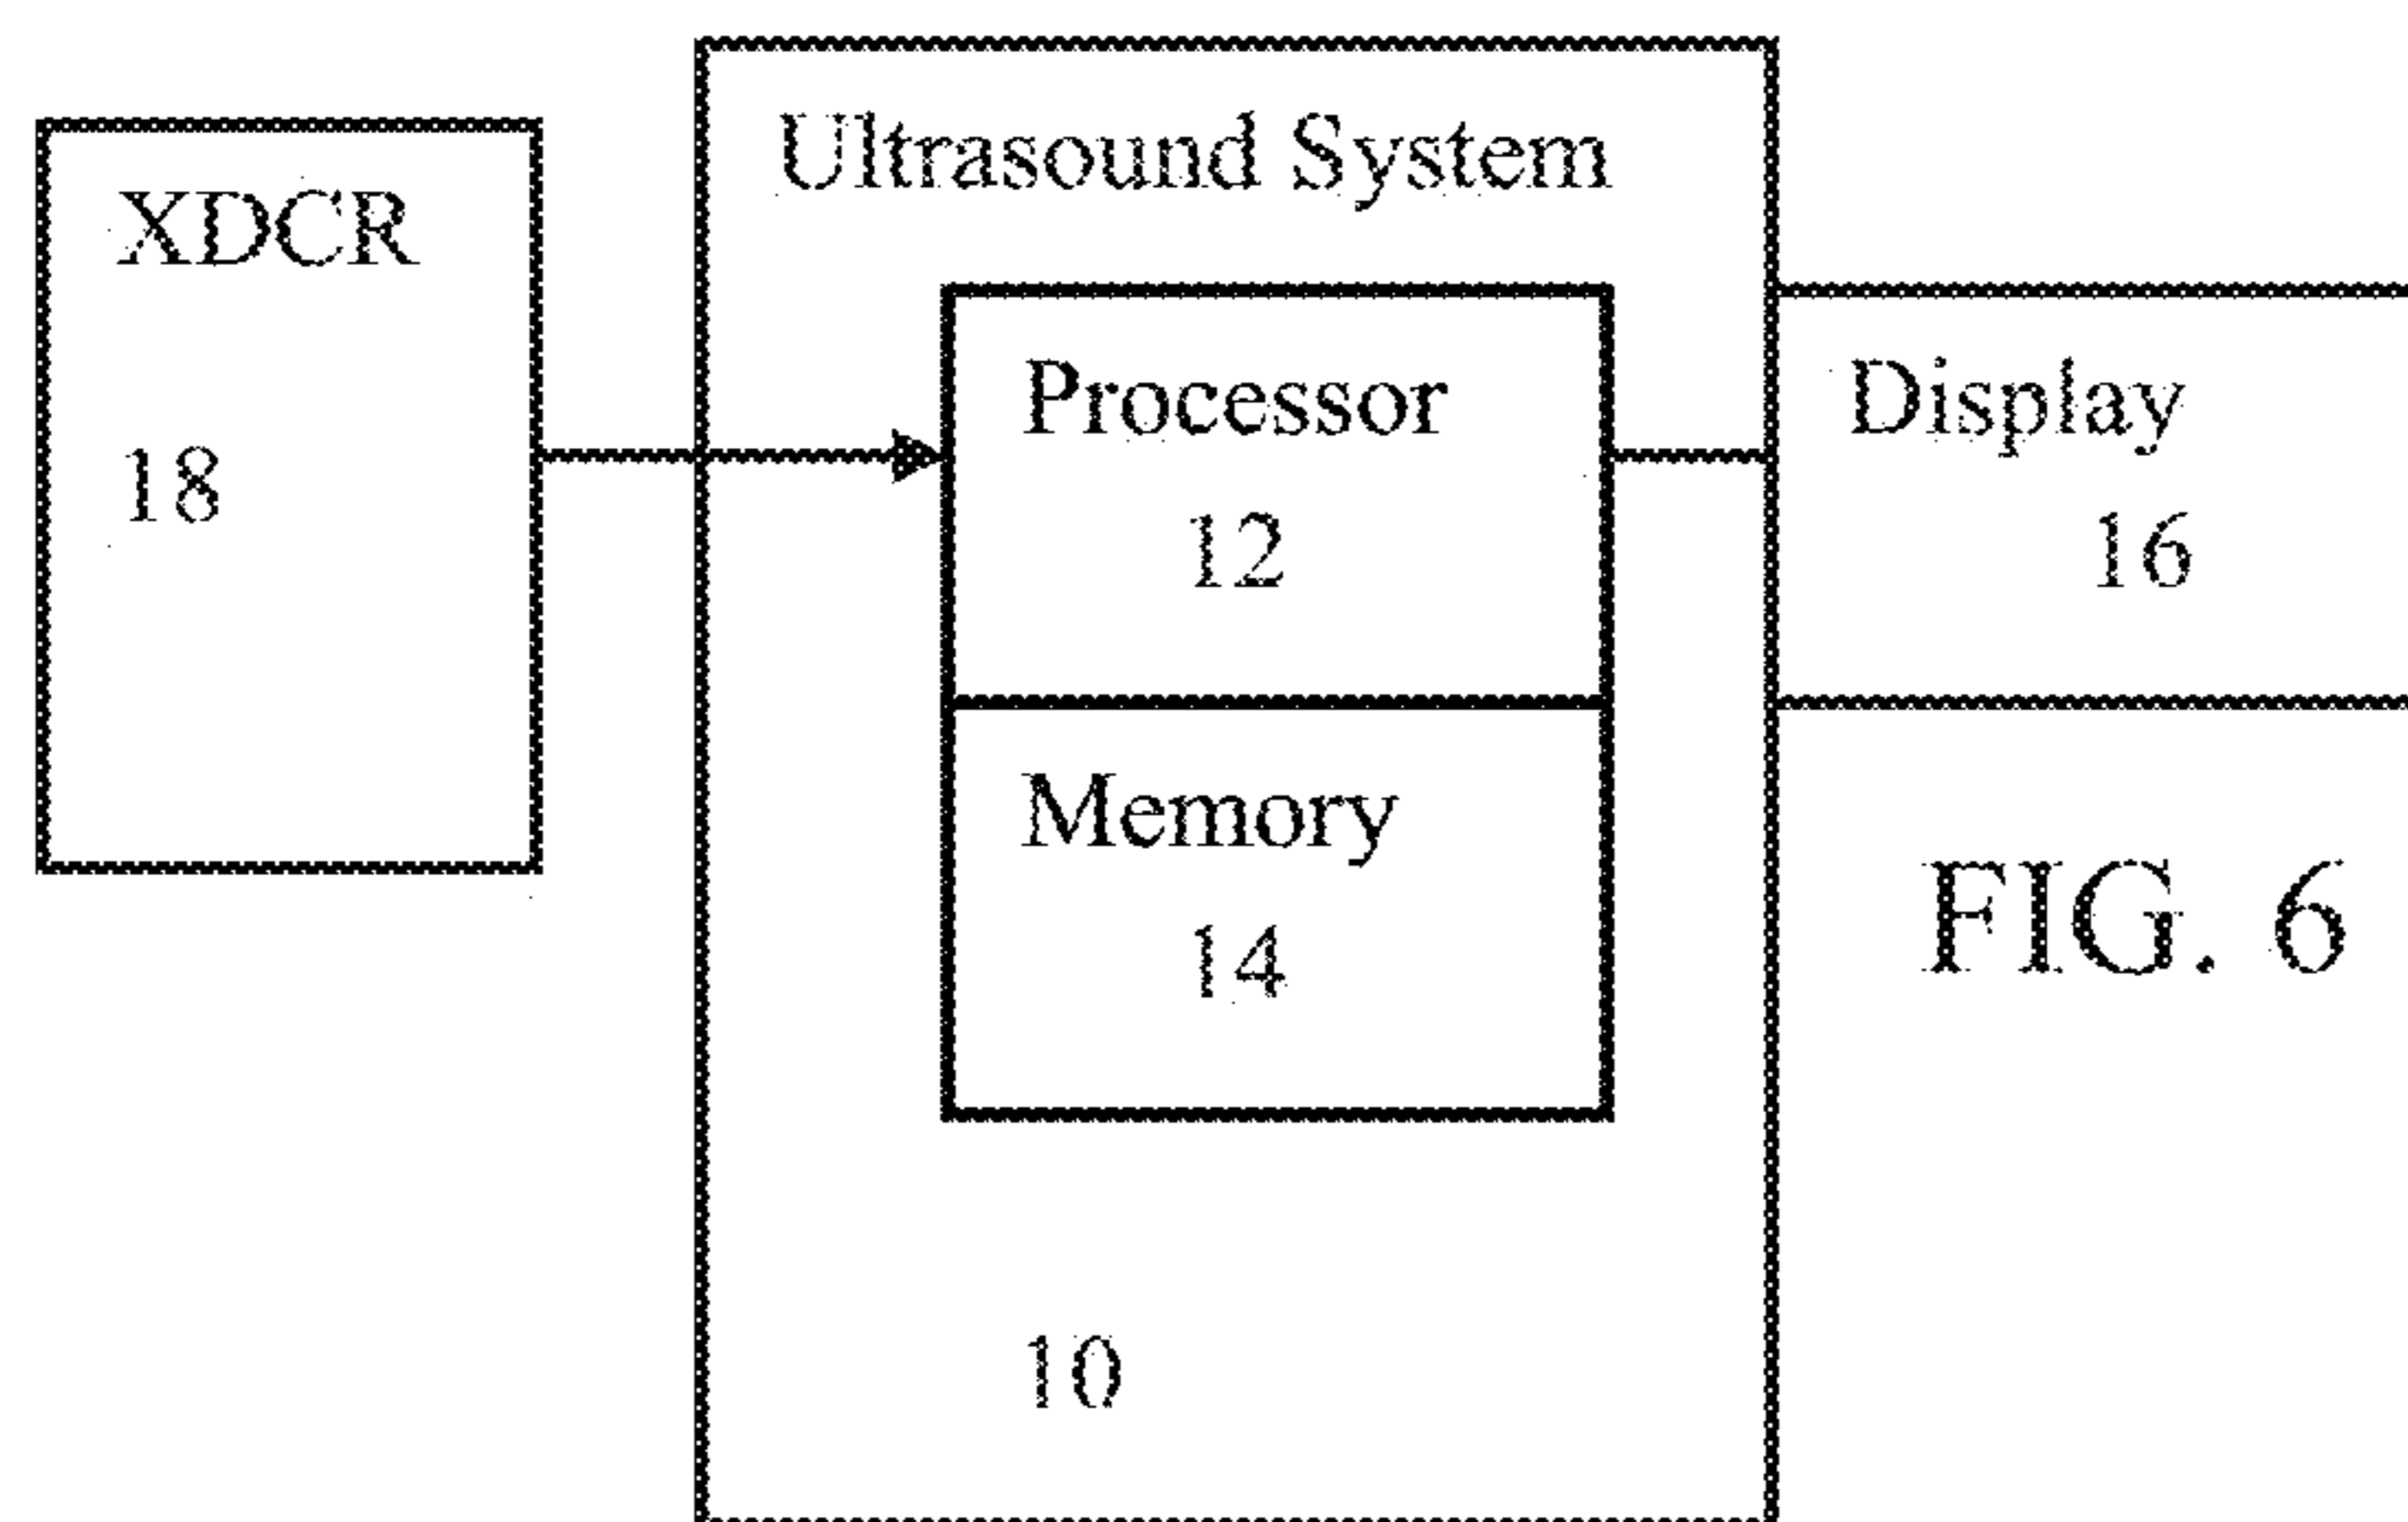 XDCR
18
Ultrasound System
Processor
12
Memory
14
10
Display
16
FIG. 6